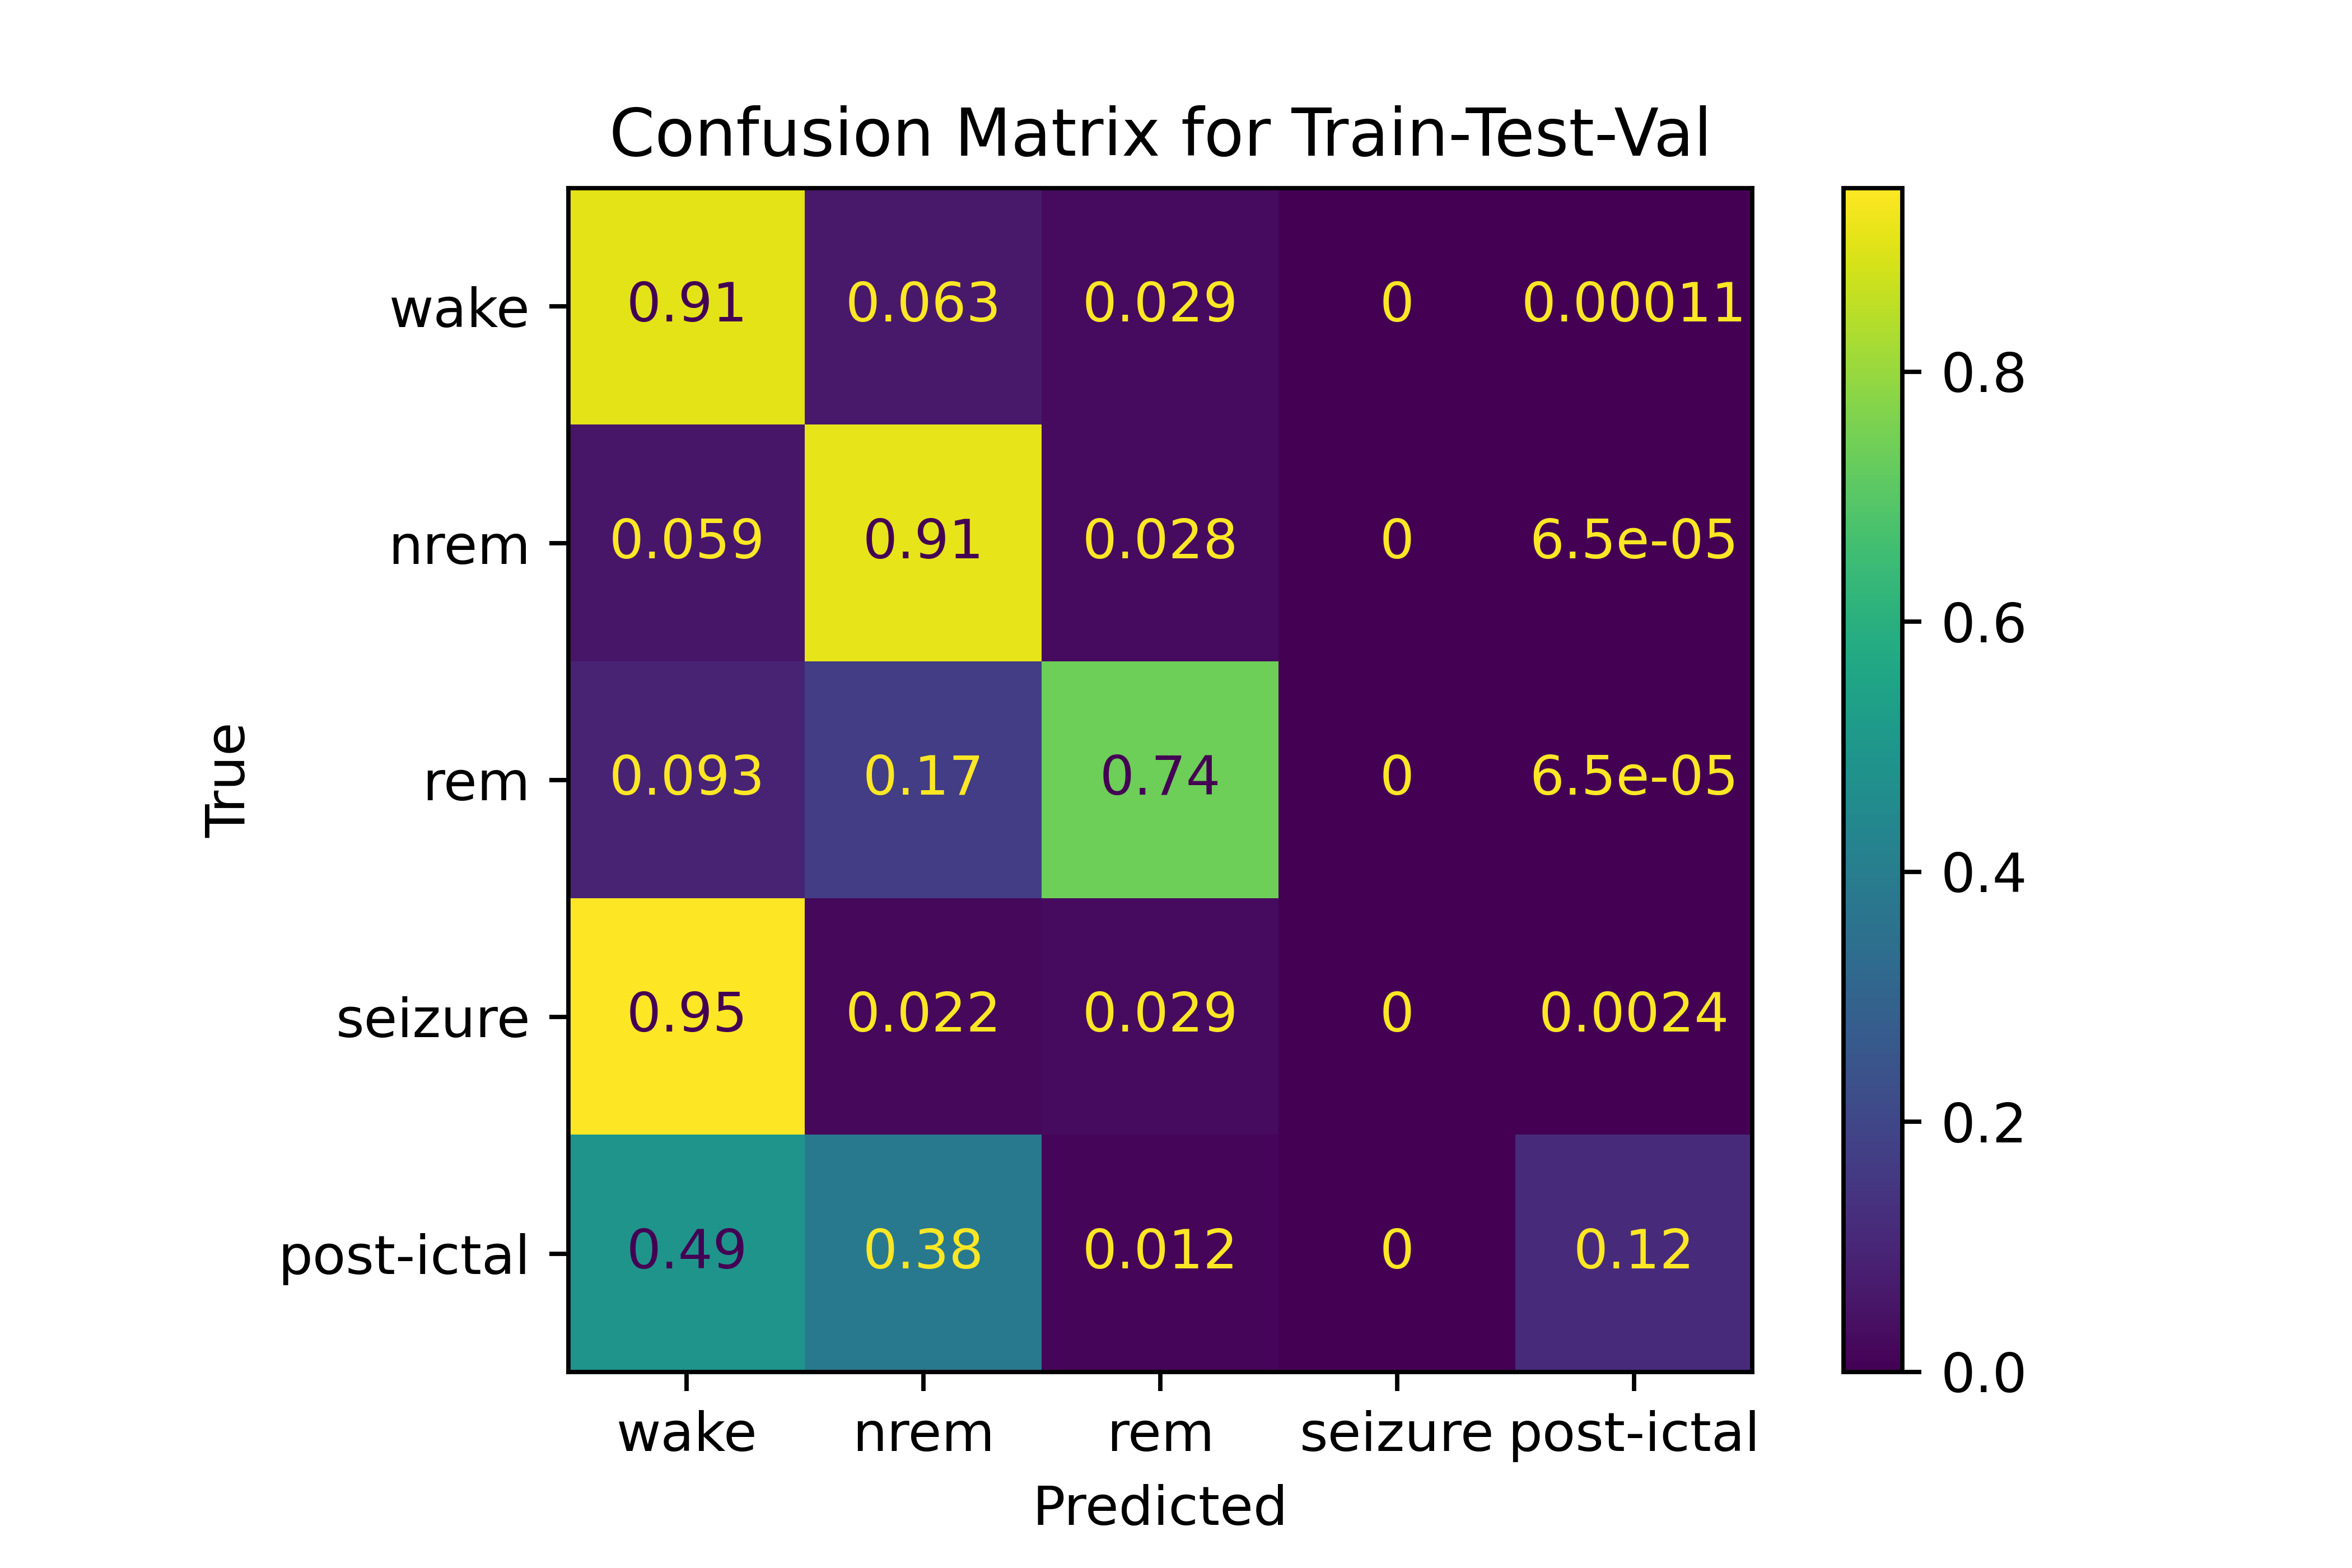 Confusion Matrix for Train-Test-Val
wake 0.91 0.063 0.029 0 0.00011
nrem 0.059 0.91 0.028 0 6.5e-05
rem 0.093 0.17 0.74 0 6.5e-05
seizure 0.95 0.022 0.029 0 0.0024
post-ictal 0.49 0.38 0.012 0 0.12
True
wake nrem rem seizure post-ictal
Predicted
0.8
0.6
0.4
0.2
0.0